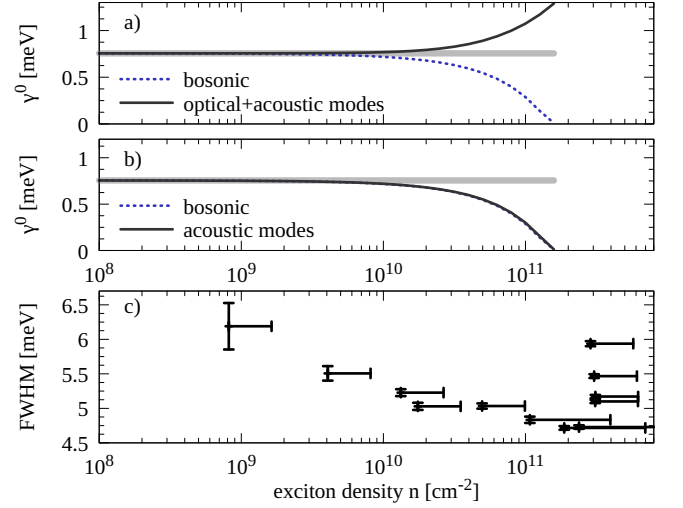 a)
1
0.5
0
γ⁰ [meV]
bosonic
optical+acoustic modes
b)
1
0.5
0
γ⁰ [meV]
bosonic
acoustic modes
10⁸ 10⁹ 10¹⁰ 10¹¹
c)
6.5
6
5.5
5
4.5
FWHM [meV]
10⁸ 10⁹ 10¹⁰ 10¹¹
exciton density n [cm⁻²]